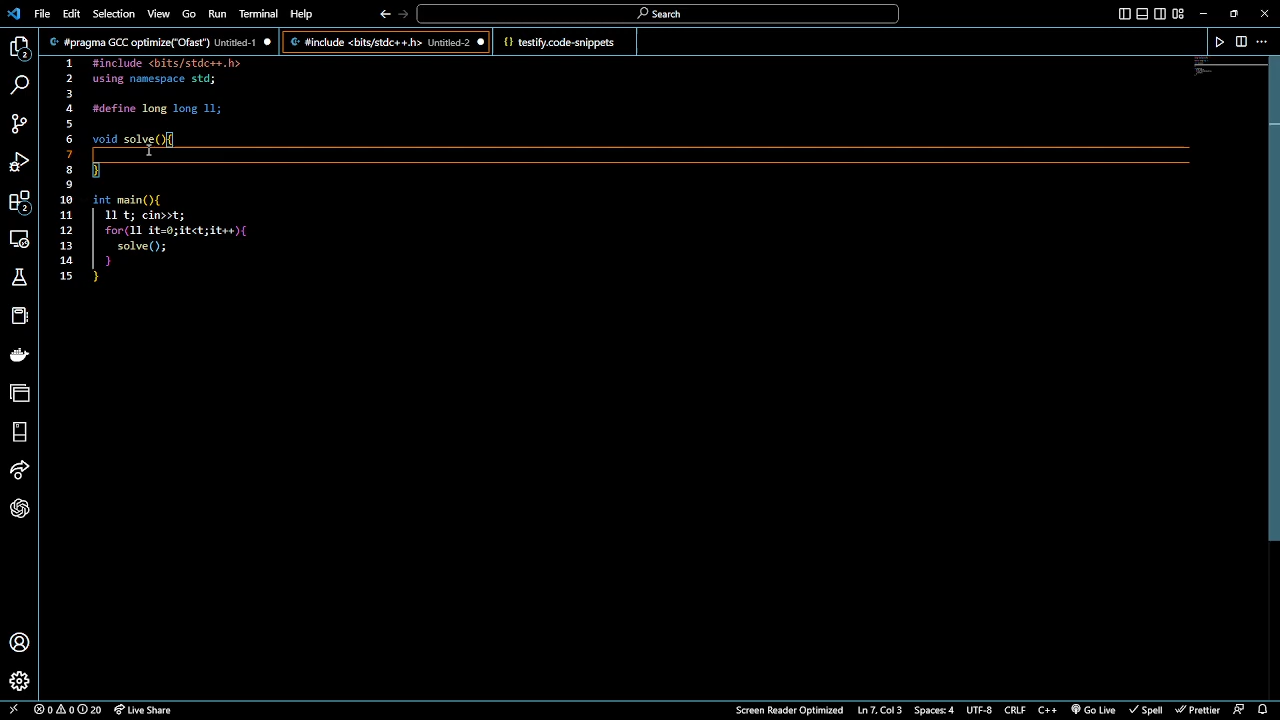 File Edit Selection View Go Run Terminal Help Search
#pragma GCC optimize("Ofast") Untitled-1 #include <bits/stdc++.h> Untitled-2 {} testify.code-snippets
1 #include <bits/stdc++.h>
2 using namespace std;
3
4 #define long long ll;
5
6 void solve(){
7
8 }
9
10 int main(){
11 ll t; cin>>t;
12 for(ll it=0;it<t;it++){
13 solve();
14 }
15 }
2
2
0 0 20 Live Share Screen Reader Optimized Ln 7, Col 3 Spaces: 4 UTF-8 CRLF C++ Go Live Spell Prettier